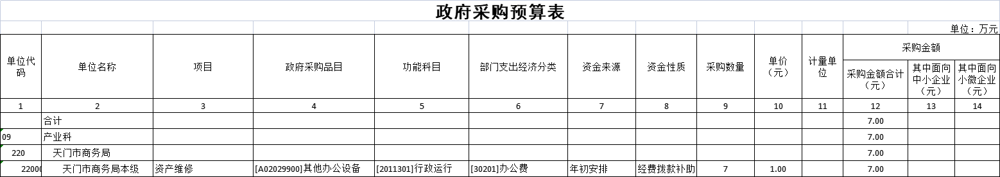 政府采购预算表
单位：万元
单位代码 单位名称 项目 政府采购品目 功能科目 部门支出经济分类 资金来源 资金性质 采购数量 单价（元） 计量单位 采购金额
采购金额合计（元） 其中面向中小企业（元） 其中面向小微企业（元）
1 2 3 4 5 6 7 8 9 10 11 12 13 14
合计 7.00
09 产业科 7.00
220 天门市商务局 7.00
22000 天门市商务局本级 资产维修 [A02029900]其他办公设备 [2011301]行政运行 [30201]办公费 年初安排 经费拨款补助 7 1.00 7.00